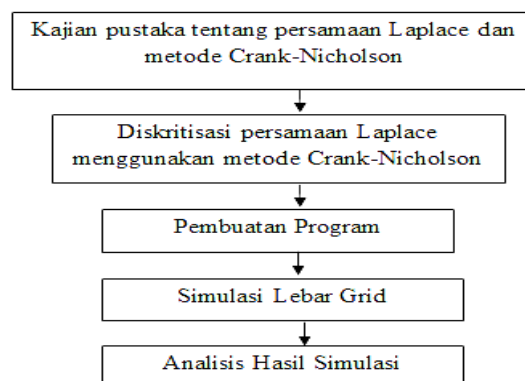 Kajian pustaka tentang persamaan Laplace dan
metode Crank-Nicholson
Diskritisasi persamaan Laplace
menggunakan metode Crank-Nicholson
Pembuatan Program
Simulasi Lebar Grid
Analisis Hasil Simulasi